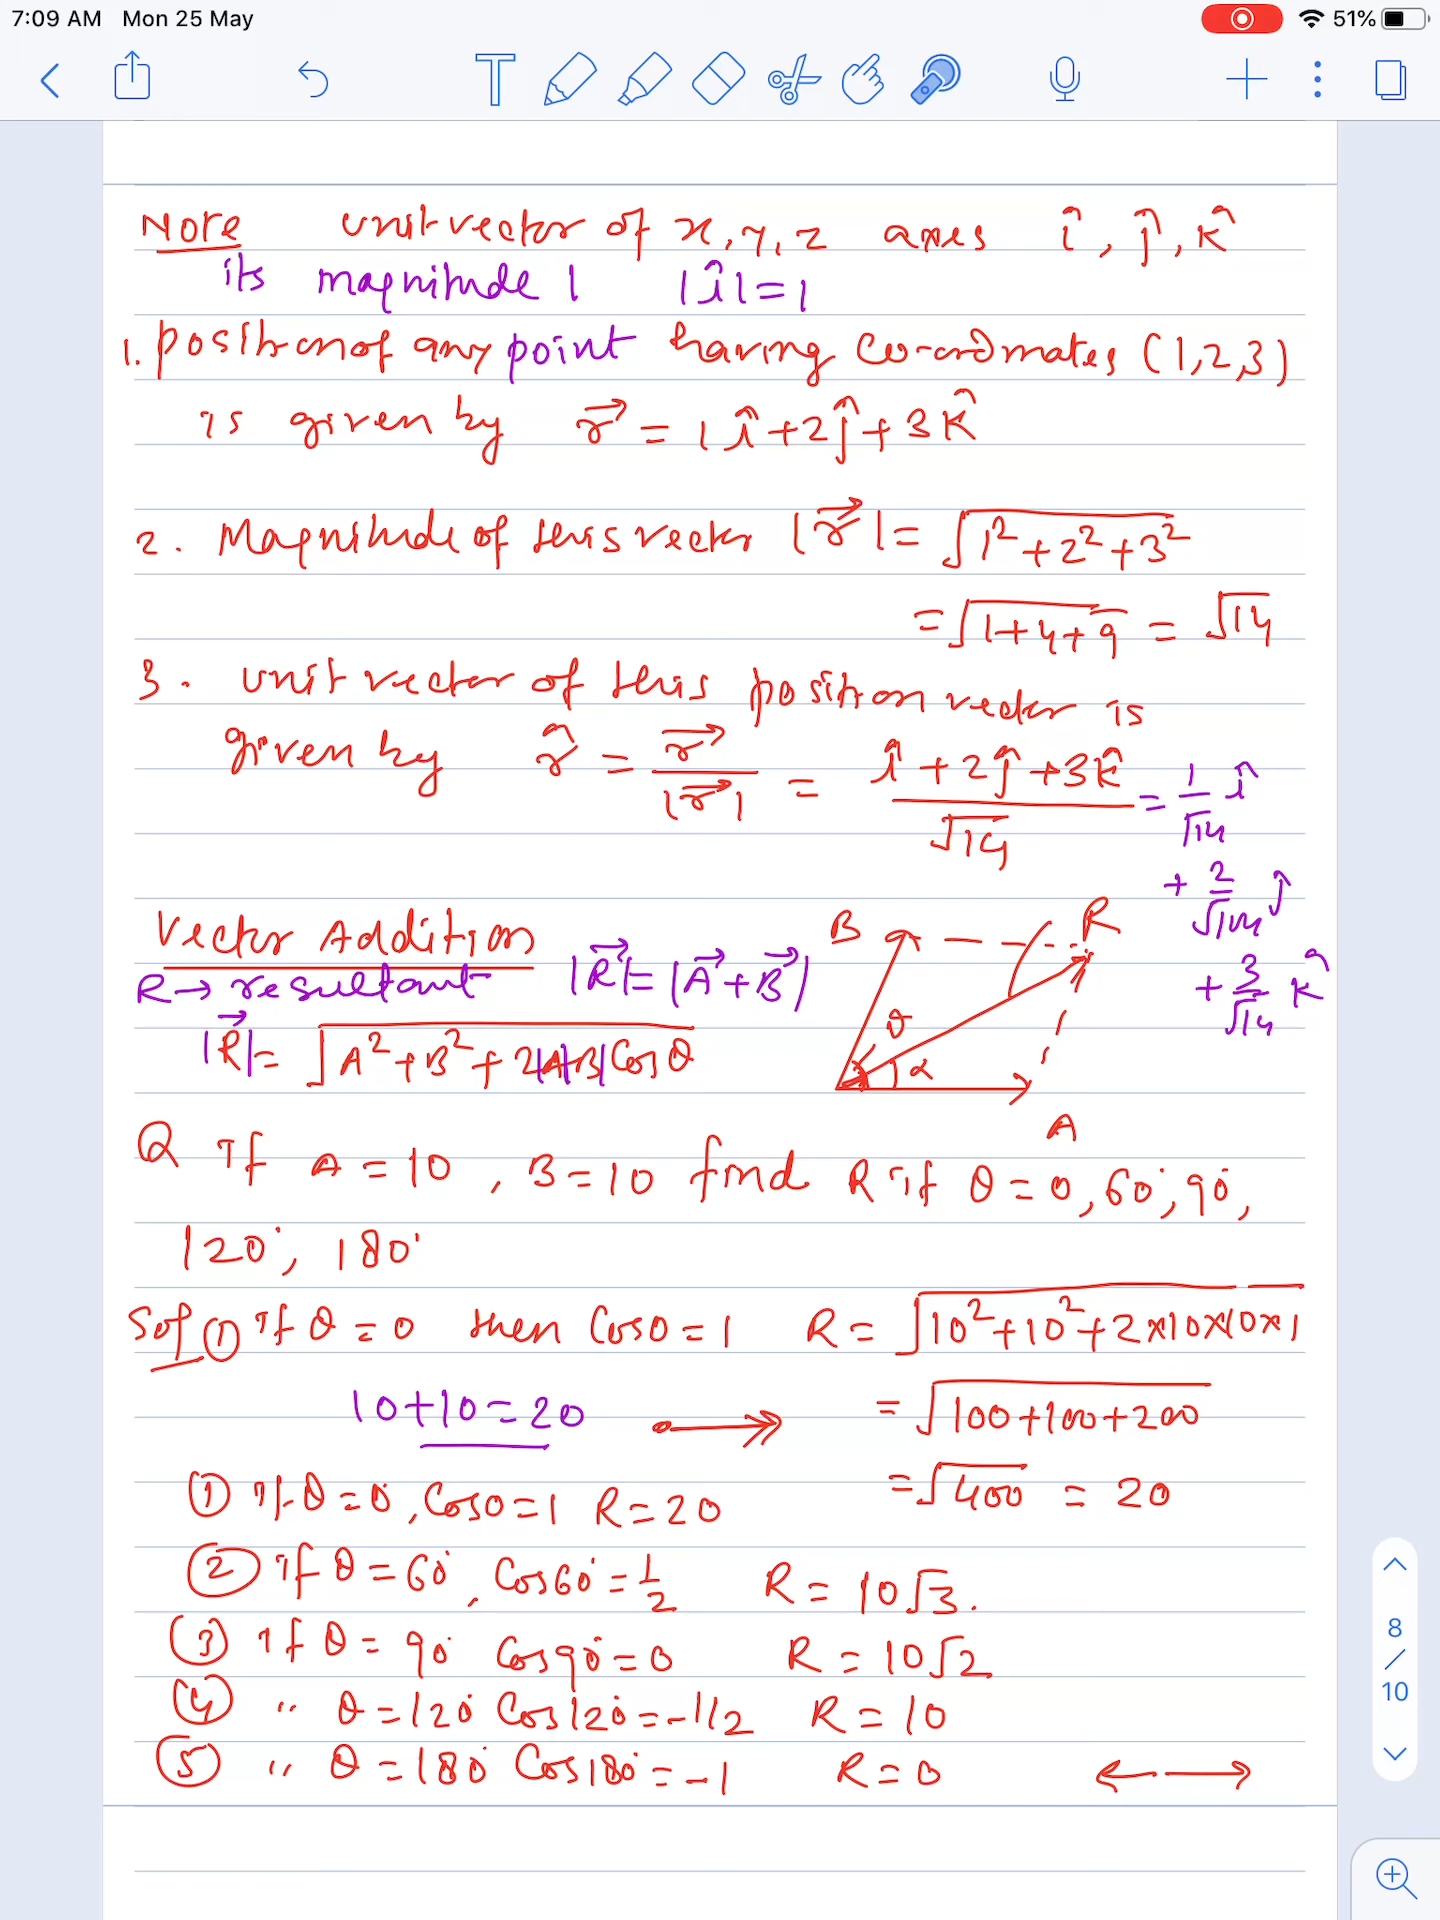 7:09 AM Mon 25 May 51%
Note unit vector of x, y, z axes î, ĵ, k̂
its magnitude 1 |î|=1
1. position of any point having co-ordinates (1,2,3)
is given by r⃗ = 1î+2ĵ+3k̂
2. Magnitude of this vector |r⃗|= √(1²+2²+3²)
=√(1+4+9) = √14
3. unit vector of this position vector is
given by r̂ = r⃗/|r⃗| = (î+2ĵ+3k̂)/√14 = 1/√14 î
+ 2/√14 ĵ
+ 3/√14 k̂
Vector Addition
R→ resultant |R⃗|=|A⃗+B⃗|
|R⃗|= √(A²+B²+2|A||B|Cosθ)
B R
θ
α
A
Q if A=10, B=10 find R if θ=0, 60°, 90°,
120°, 180°
Sol ① if θ=0 then Cos0=1 R= √(10²+10²+2×10×10×1)
10+10=20 = √(100+100+200)
=√400 = 20
① if θ=0°, Cos0=1 R=20
② if θ=60°, Cos60°=1/2 R= 10√3.
③ if θ= 90° Cos90°=0 R= 10√2
④ " θ=120° Cos120°=-1/2 R=10
⑤ " θ=180° Cos180°=-1 R=0
8
/
10